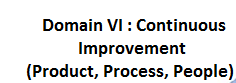 Domain VI : Continuous
Improvement
(Product, Process, People)